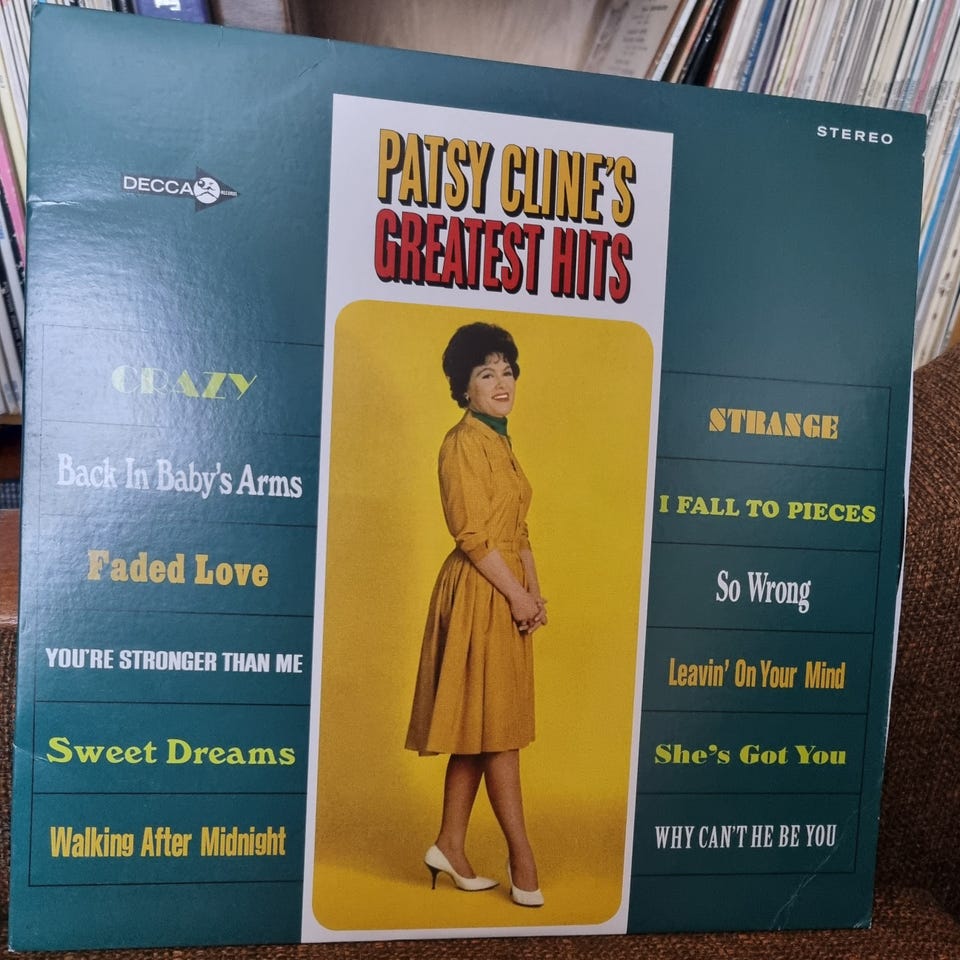 STEREO
DECCA RECORDS
PATSY CLINE'S
GREATEST HITS
CRAZY
Back In Baby's Arms
Faded Love
YOU'RE STRONGER THAN ME
Sweet Dreams
Walking After Midnight
STRANGE
I FALL TO PIECES
So Wrong
Leavin' On Your Mind
She's Got You
WHY CAN'T HE BE YOU